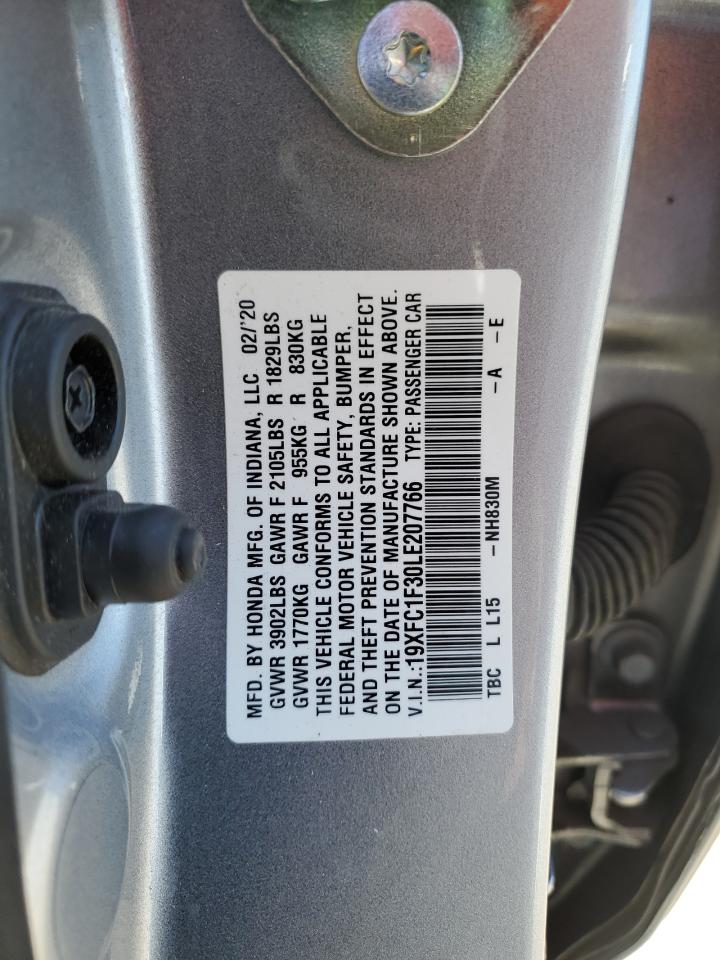 MFD. BY HONDA MFG. OF INDIANA, LLC 02/'20
GVWR 3902LBS GAWR F 2105LBS R 1829LBS
GVWR 1770KG GAWR F 955KG R 830KG
THIS VEHICLE CONFORMS TO ALL APPLICABLE
FEDERAL MOTOR VEHICLE SAFETY, BUMPER,
AND THEFT PREVENTION STANDARDS IN EFFECT
ON THE DATE OF MANUFACTURE SHOWN ABOVE.
V.I.N.:19XFC1F30LE207766 TYPE: PASSENGER CAR
TBC L L15 -NH830M -A -E